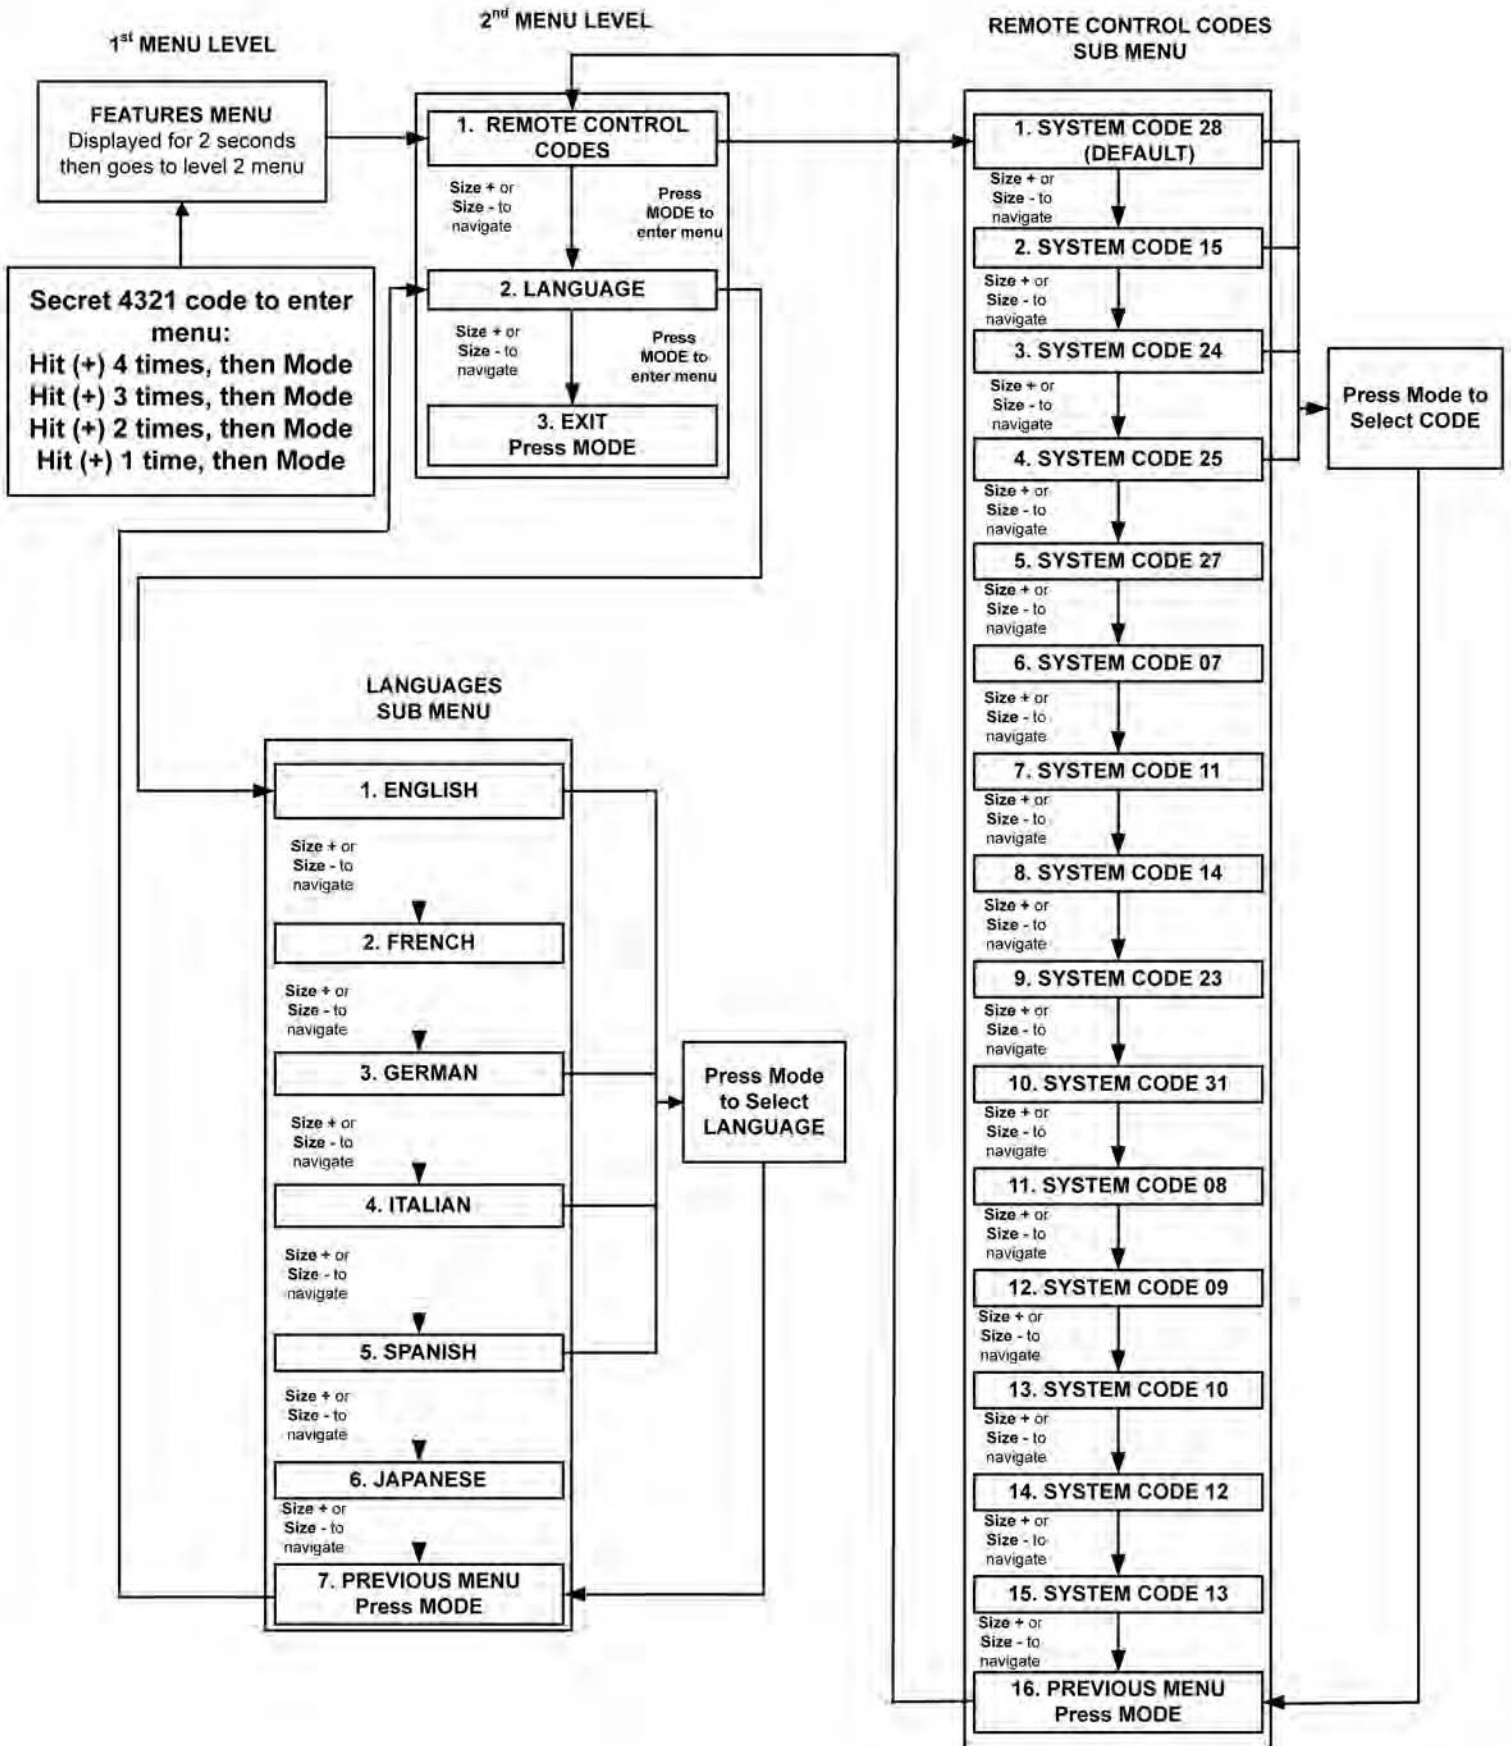 1st MENU LEVEL
FEATURES MENU
Displayed for 2 seconds
then goes to level 2 menu
Secret 4321 code to enter
menu:
Hit (+) 4 times, then Mode
Hit (+) 3 times, then Mode
Hit (+) 2 times, then Mode
Hit (+) 1 time, then Mode
2nd MENU LEVEL
1. REMOTE CONTROL
CODES
Size + or
Size - to
navigate
Press
MODE to
enter menu
2. LANGUAGE
Size + or
Size - to
navigate
Press
MODE to
enter menu
3. EXIT
Press MODE
LANGUAGES
SUB MENU
1. ENGLISH
Size + or
Size - to
navigate
2. FRENCH
Size + or
Size - to
navigate
3. GERMAN
Size + or
Size - to
navigate
4. ITALIAN
Size + or
Size - to
navigate
5. SPANISH
Size + or
Size - to
navigate
6. JAPANESE
Size + or
Size - to
navigate
7. PREVIOUS MENU
Press MODE
Press Mode
to Select
LANGUAGE
REMOTE CONTROL CODES
SUB MENU
1. SYSTEM CODE 28
(DEFAULT)
Size + or
Size - to
navigate
2. SYSTEM CODE 15
Size + or
Size - to
navigate
3. SYSTEM CODE 24
Size + or
Size - to
navigate
4. SYSTEM CODE 25
Size + or
Size - to
navigate
5. SYSTEM CODE 27
Size + or
Size - to
navigate
6. SYSTEM CODE 07
Size + or
Size - to
navigate
7. SYSTEM CODE 11
Size + or
Size - to
navigate
8. SYSTEM CODE 14
Size + or
Size - to
navigate
9. SYSTEM CODE 23
Size + or
Size - to
navigate
10. SYSTEM CODE 31
Size + or
Size - to
navigate
11. SYSTEM CODE 08
Size + or
Size - to
navigate
12. SYSTEM CODE 09
Size + or
Size - to
navigate
13. SYSTEM CODE 10
Size + or
Size - to
navigate
14. SYSTEM CODE 12
Size + or
Size - to
navigate
15. SYSTEM CODE 13
Size + or
Size - to
navigate
16. PREVIOUS MENU
Press MODE
Press Mode to
Select CODE